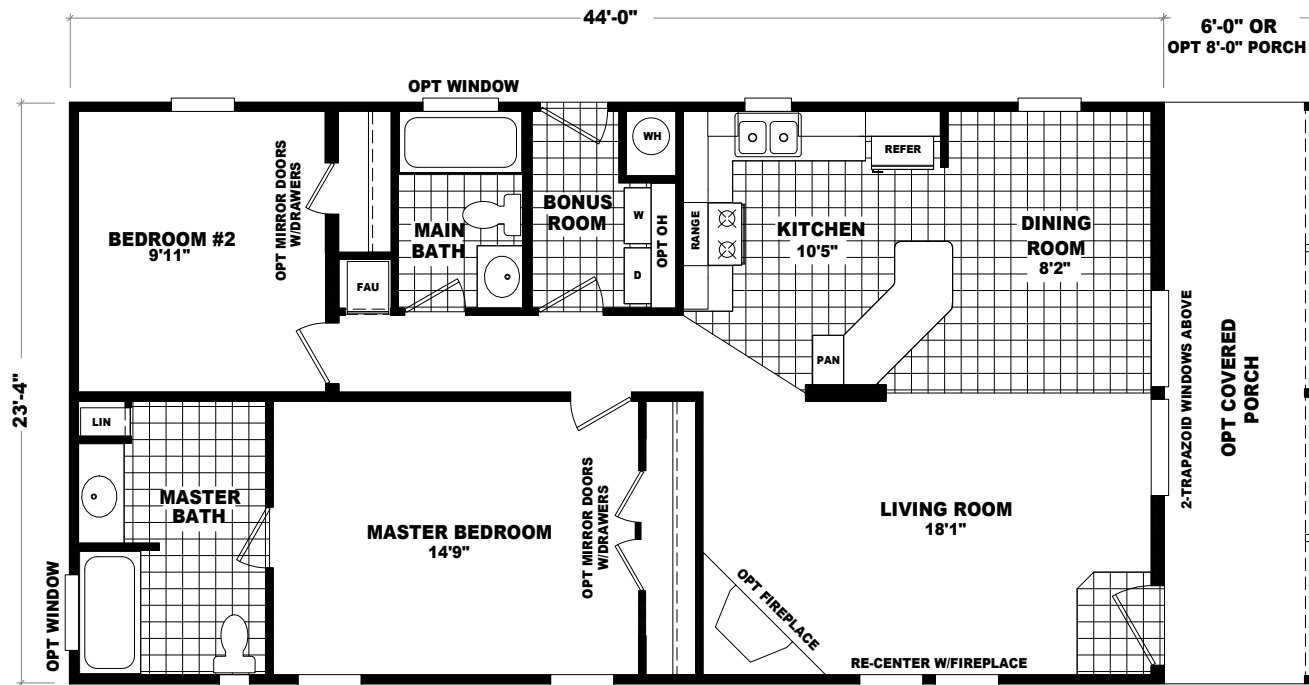 44'-0"
6'-0" OR
OPT 8'-0" PORCH
OPT WINDOW
WH
REFER
OPT MIRROR DOORS
W/DRAWERS
BEDROOM #2
9'11"
MAIN
BATH
BONUS
ROOM
W
D
OPT OH
RANGE
KITCHEN
10'5"
DINING
ROOM
8'2"
FAU
PAN
23'-4"
2-TRAPAZOID WINDOWS ABOVE
OPT COVERED
PORCH
LIN
MASTER
BATH
MASTER BEDROOM
14'9"
OPT MIRROR DOORS
W/DRAWERS
LIVING ROOM
18'1"
OPT WINDOW
OPT FIREPLACE
RE-CENTER W/FIREPLACE